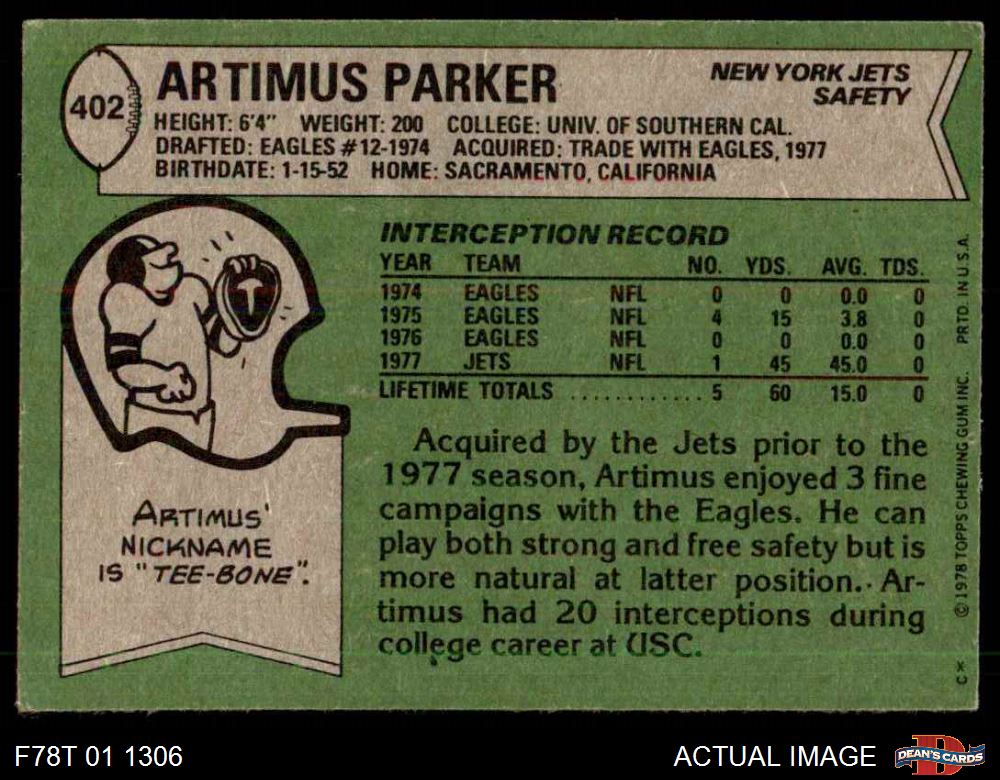 402
ARTIMUS PARKER
NEW YORK JETS
SAFETY
HEIGHT: 6'4" WEIGHT: 200 COLLEGE: UNIV. OF SOUTHERN CAL.
DRAFTED: EAGLES #12-1974 ACQUIRED: TRADE WITH EAGLES, 1977
BIRTHDATE: 1-15-52 HOME: SACRAMENTO, CALIFORNIA
T
ARTIMUS'
NICKNAME
IS "TEE-BONE".
INTERCEPTION RECORD
YEAR TEAM NO. YDS. AVG. TDS.
1974 EAGLES NFL 0 0 0.0 0
1975 EAGLES NFL 4 15 3.8 0
1976 EAGLES NFL 0 0 0.0 0
1977 JETS NFL 1 45 45.0 0
LIFETIME TOTALS ............ 5 60 15.0 0
Acquired by the Jets prior to the
1977 season, Artimus enjoyed 3 fine
campaigns with the Eagles. He can
play both strong and free safety but is
more natural at latter position. Ar-
timus had 20 interceptions during
college career at USC.
C* ©1978 TOPPS CHEWING GUM INC. PRTD. IN U.S.A.
F78T 01 1306
ACTUAL IMAGE
D
DEAN'S CARDS